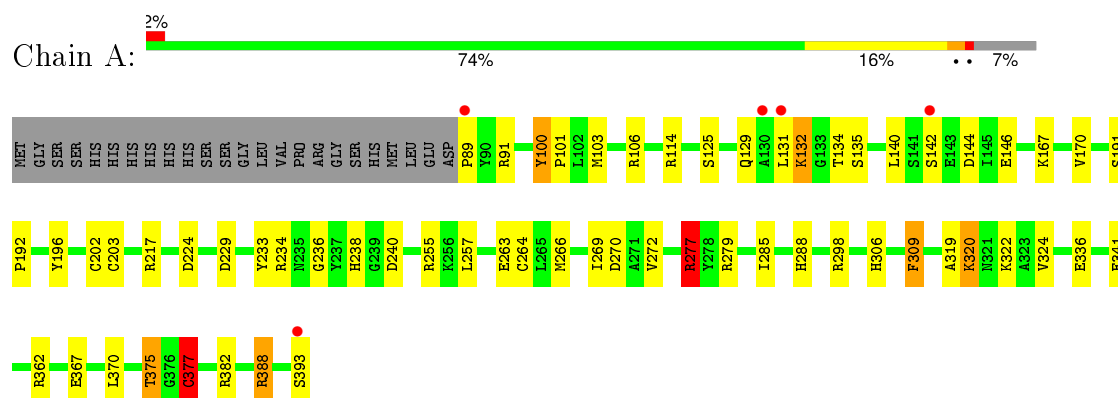 2%
Chain A:
74% 16% • • 7%
MET GLY SER SER HIS HIS HIS HIS HIS HIS SER SER GLY LEU VAL PRO ARG GLY SER HIS MET LEU GLU ASP P89 Y90 R91 Y100 P101 L102 M103 R106 R114 S125 Q129 A130 L131 K132 G133 T134 S135 L140 S141 S142 E143 D144 I145 E146 K167 V170 S191
P192 Y196 C202 C203 R217 D224 D229 Y233 R234 N235 G236 Y237 H238 G239 D240 R255 K256 L257 E263 C264 L265 M266 I269 D270 A271 V272 R277 Y278 R279 I285 H288 R298 H306 F309 A319 K320 N321 K322 A323 V324 E336
R362 E367 L370 T375 G376 C377 R382 R388 S393